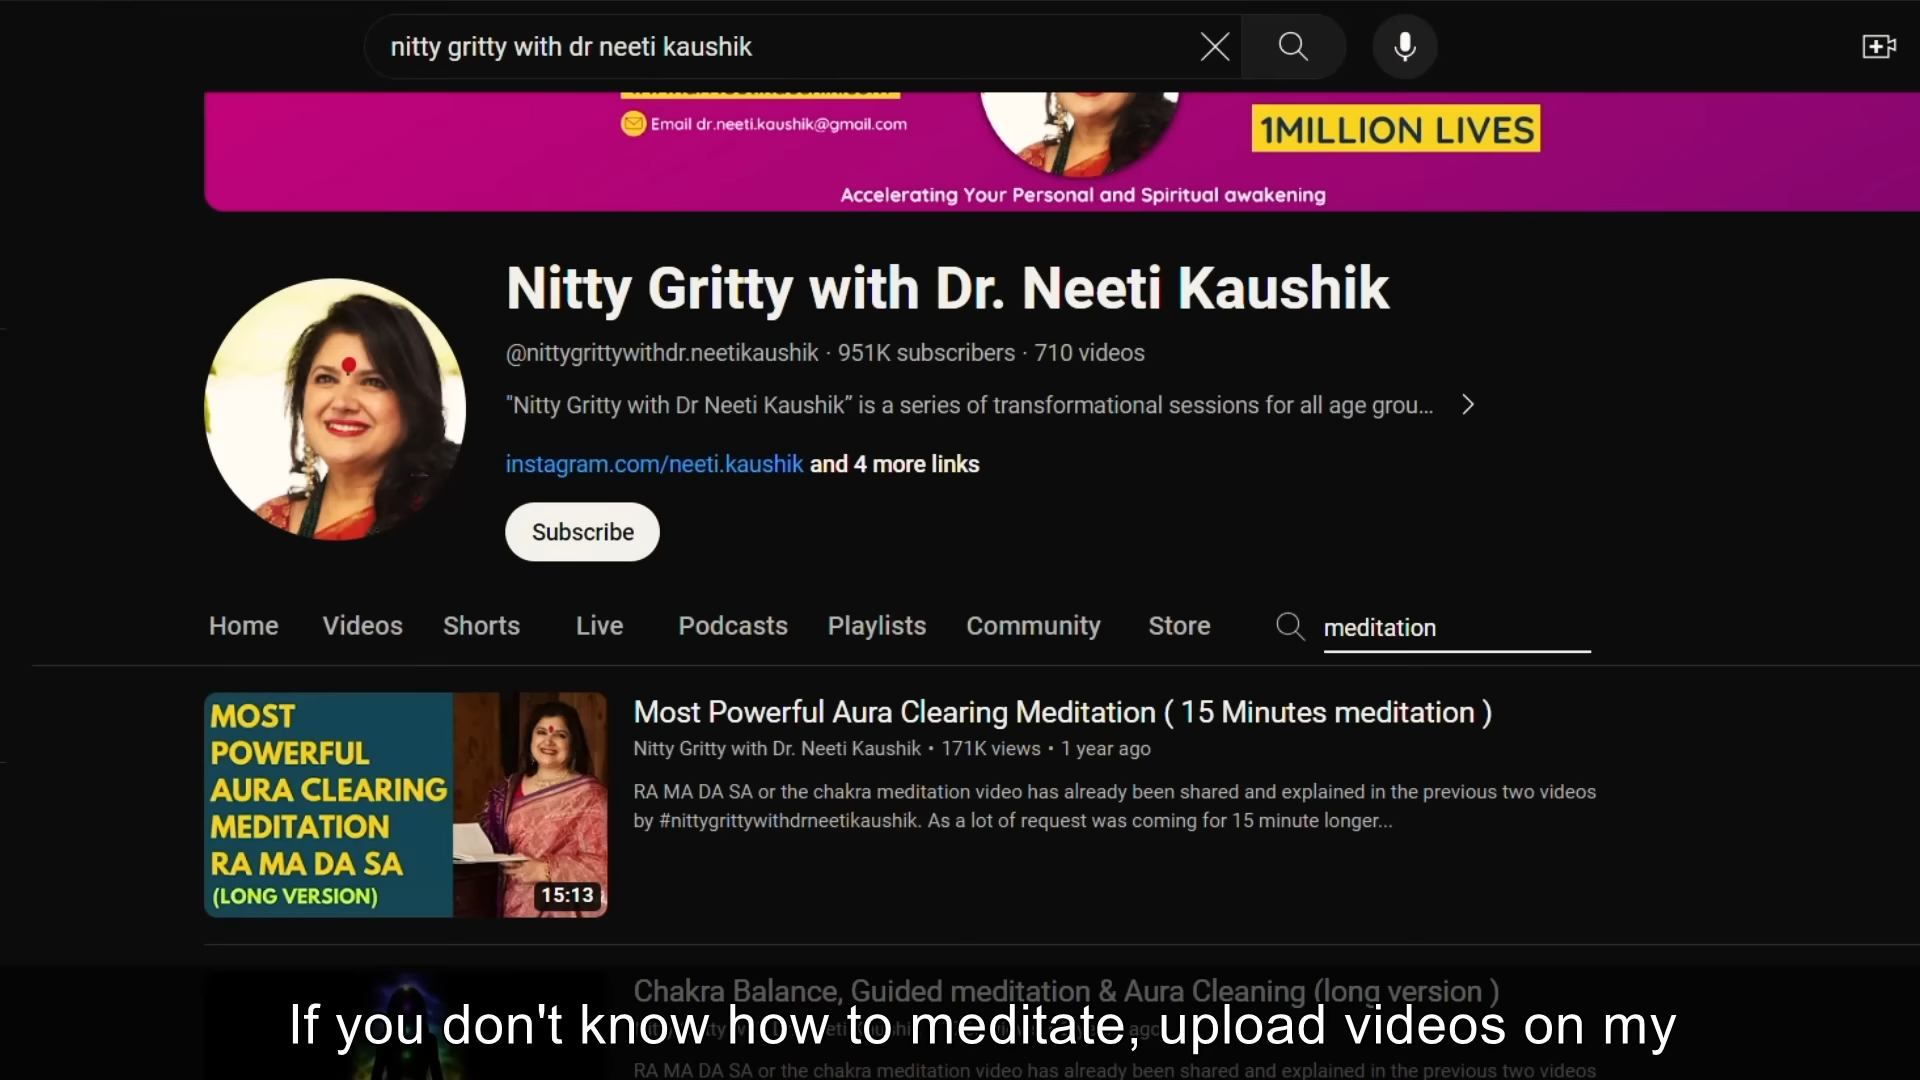 nitty gritty with dr neeti kaushik
Email dr.neeti.kaushik@gmail.com
1MILLION LIVES
Accelerating Your Personal and Spiritual awakening
Nitty Gritty with Dr. Neeti Kaushik
@nittygrittywithdr.neetikaushik · 951K subscribers · 710 videos
"Nitty Gritty with Dr Neeti Kaushik” is a series of transformational sessions for all age grou...
instagram.com/neeti.kaushik and 4 more links
Subscribe
Home Videos Shorts Live Podcasts Playlists Community Store meditation
MOST
POWERFUL
AURA CLEARING
MEDITATION
RA MA DA SA
(LONG VERSION)
15:13
Most Powerful Aura Clearing Meditation ( 15 Minutes meditation )
Nitty Gritty with Dr. Neeti Kaushik • 171K views • 1 year ago
RA MA DA SA or the chakra meditation video has already been shared and explained in the previous two videos
by #nittygrittywithdrneetikaushik. As a lot of request was coming for 15 minute longer...
Chakra Balance, Guided meditation & Aura Cleaning (long version )
If you don't know how to meditate, upload videos on my
RA MA DA SA or the chakra meditation video has already been shared and explained in the previous two videos